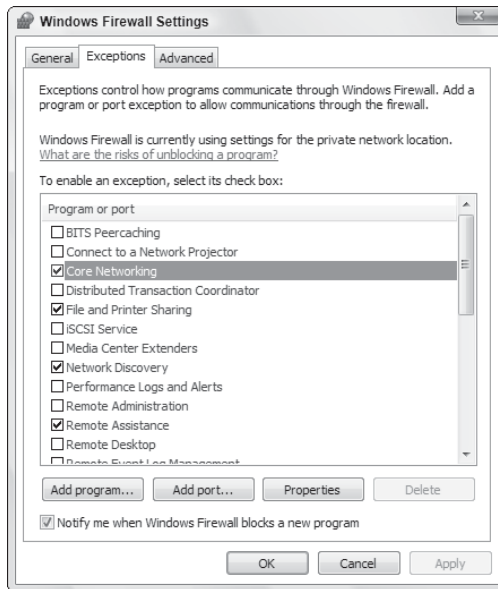 Windows Firewall Settings
General Exceptions Advanced
Exceptions control how programs communicate through Windows Firewall. Add a
program or port exception to allow communications through the firewall.
Windows Firewall is currently using settings for the private network location.
What are the risks of unblocking a program?
To enable an exception, select its check box:
Program or port
BITS Peercaching
Connect to a Network Projector
Core Networking
Distributed Transaction Coordinator
File and Printer Sharing
iSCSI Service
Media Center Extenders
Network Discovery
Performance Logs and Alerts
Remote Administration
Remote Assistance
Remote Desktop
Remote Event Log Management
Add program... Add port... Properties Delete
Notify me when Windows Firewall blocks a new program
OK Cancel Apply